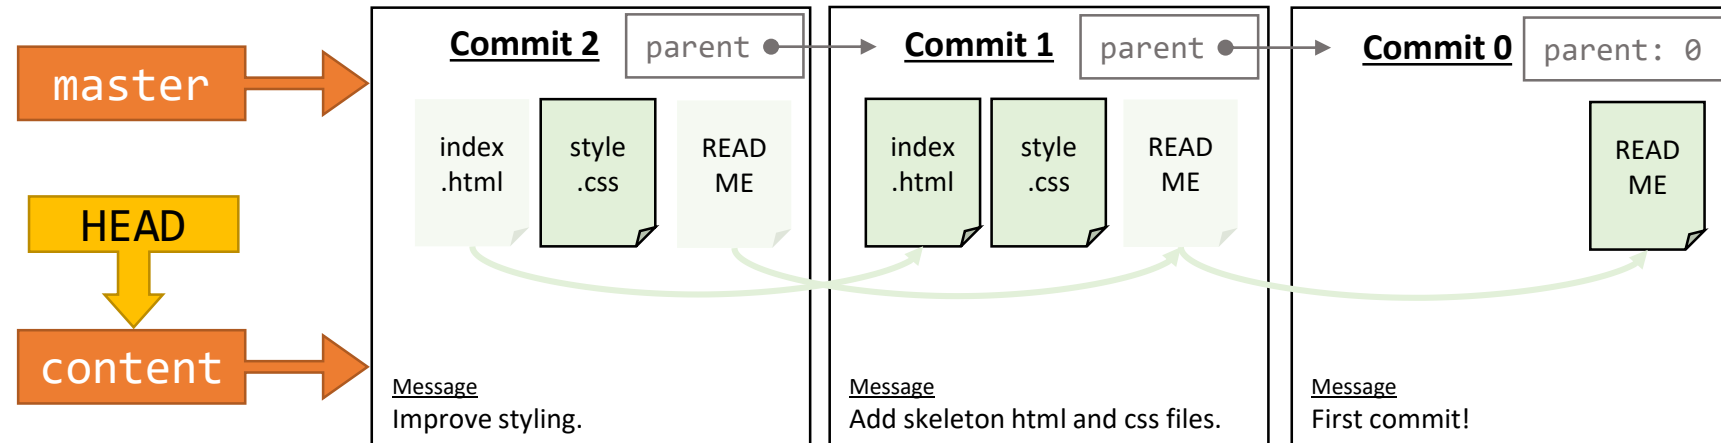 master
HEAD
content
Commit 2
parent
index
.html
style
.css
READ
ME
Message
Improve styling.
Commit 1
parent
index
.html
style
.css
READ
ME
Message
Add skeleton html and css files.
Commit 0
parent: 0
READ
ME
Message
First commit!